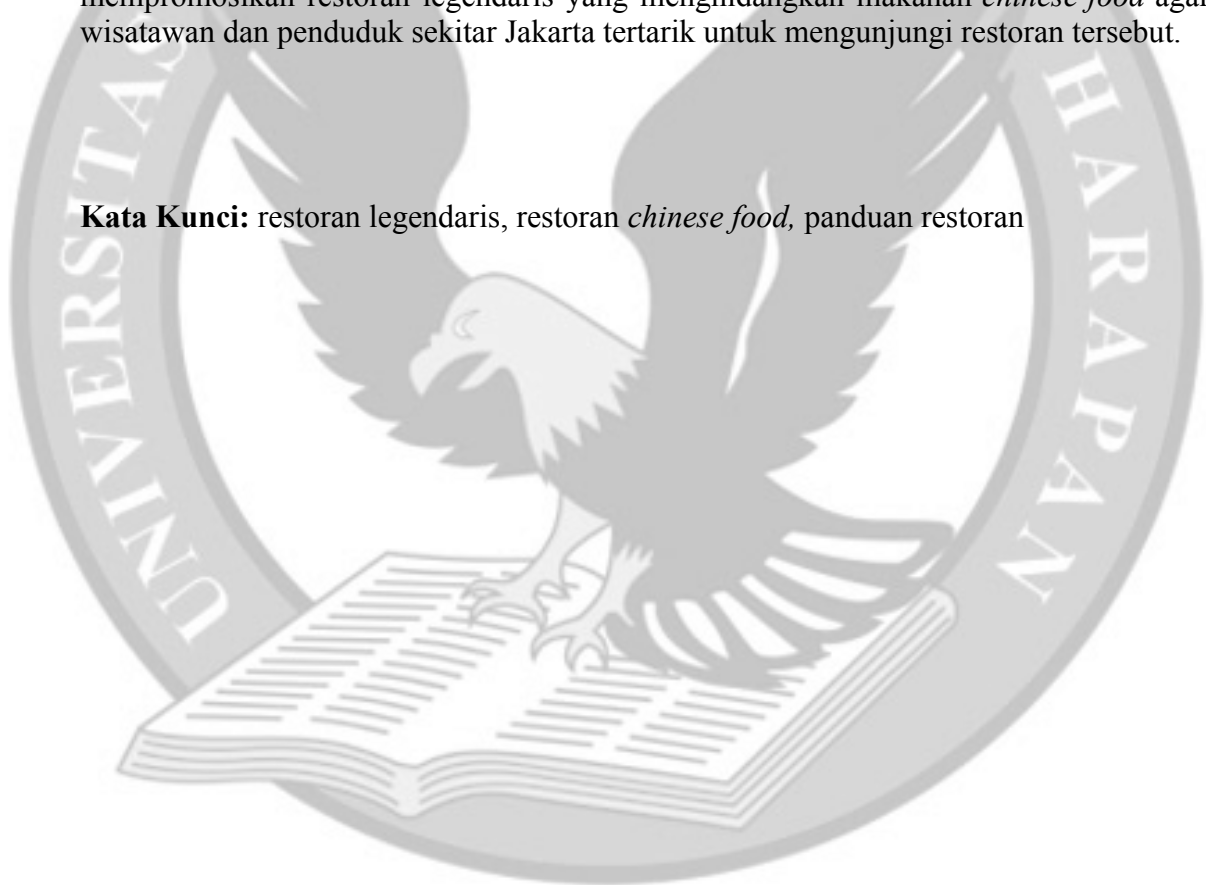 mempromosikan restoran legendaris yang menghidangkan makanan chinese food agar
wisatawan dan penduduk sekitar Jakarta tertarik untuk mengunjungi restoran tersebut.
Kata Kunci: restoran legendaris, restoran chinese food, panduan restoran
UNIVERSITAS
HARAPAN